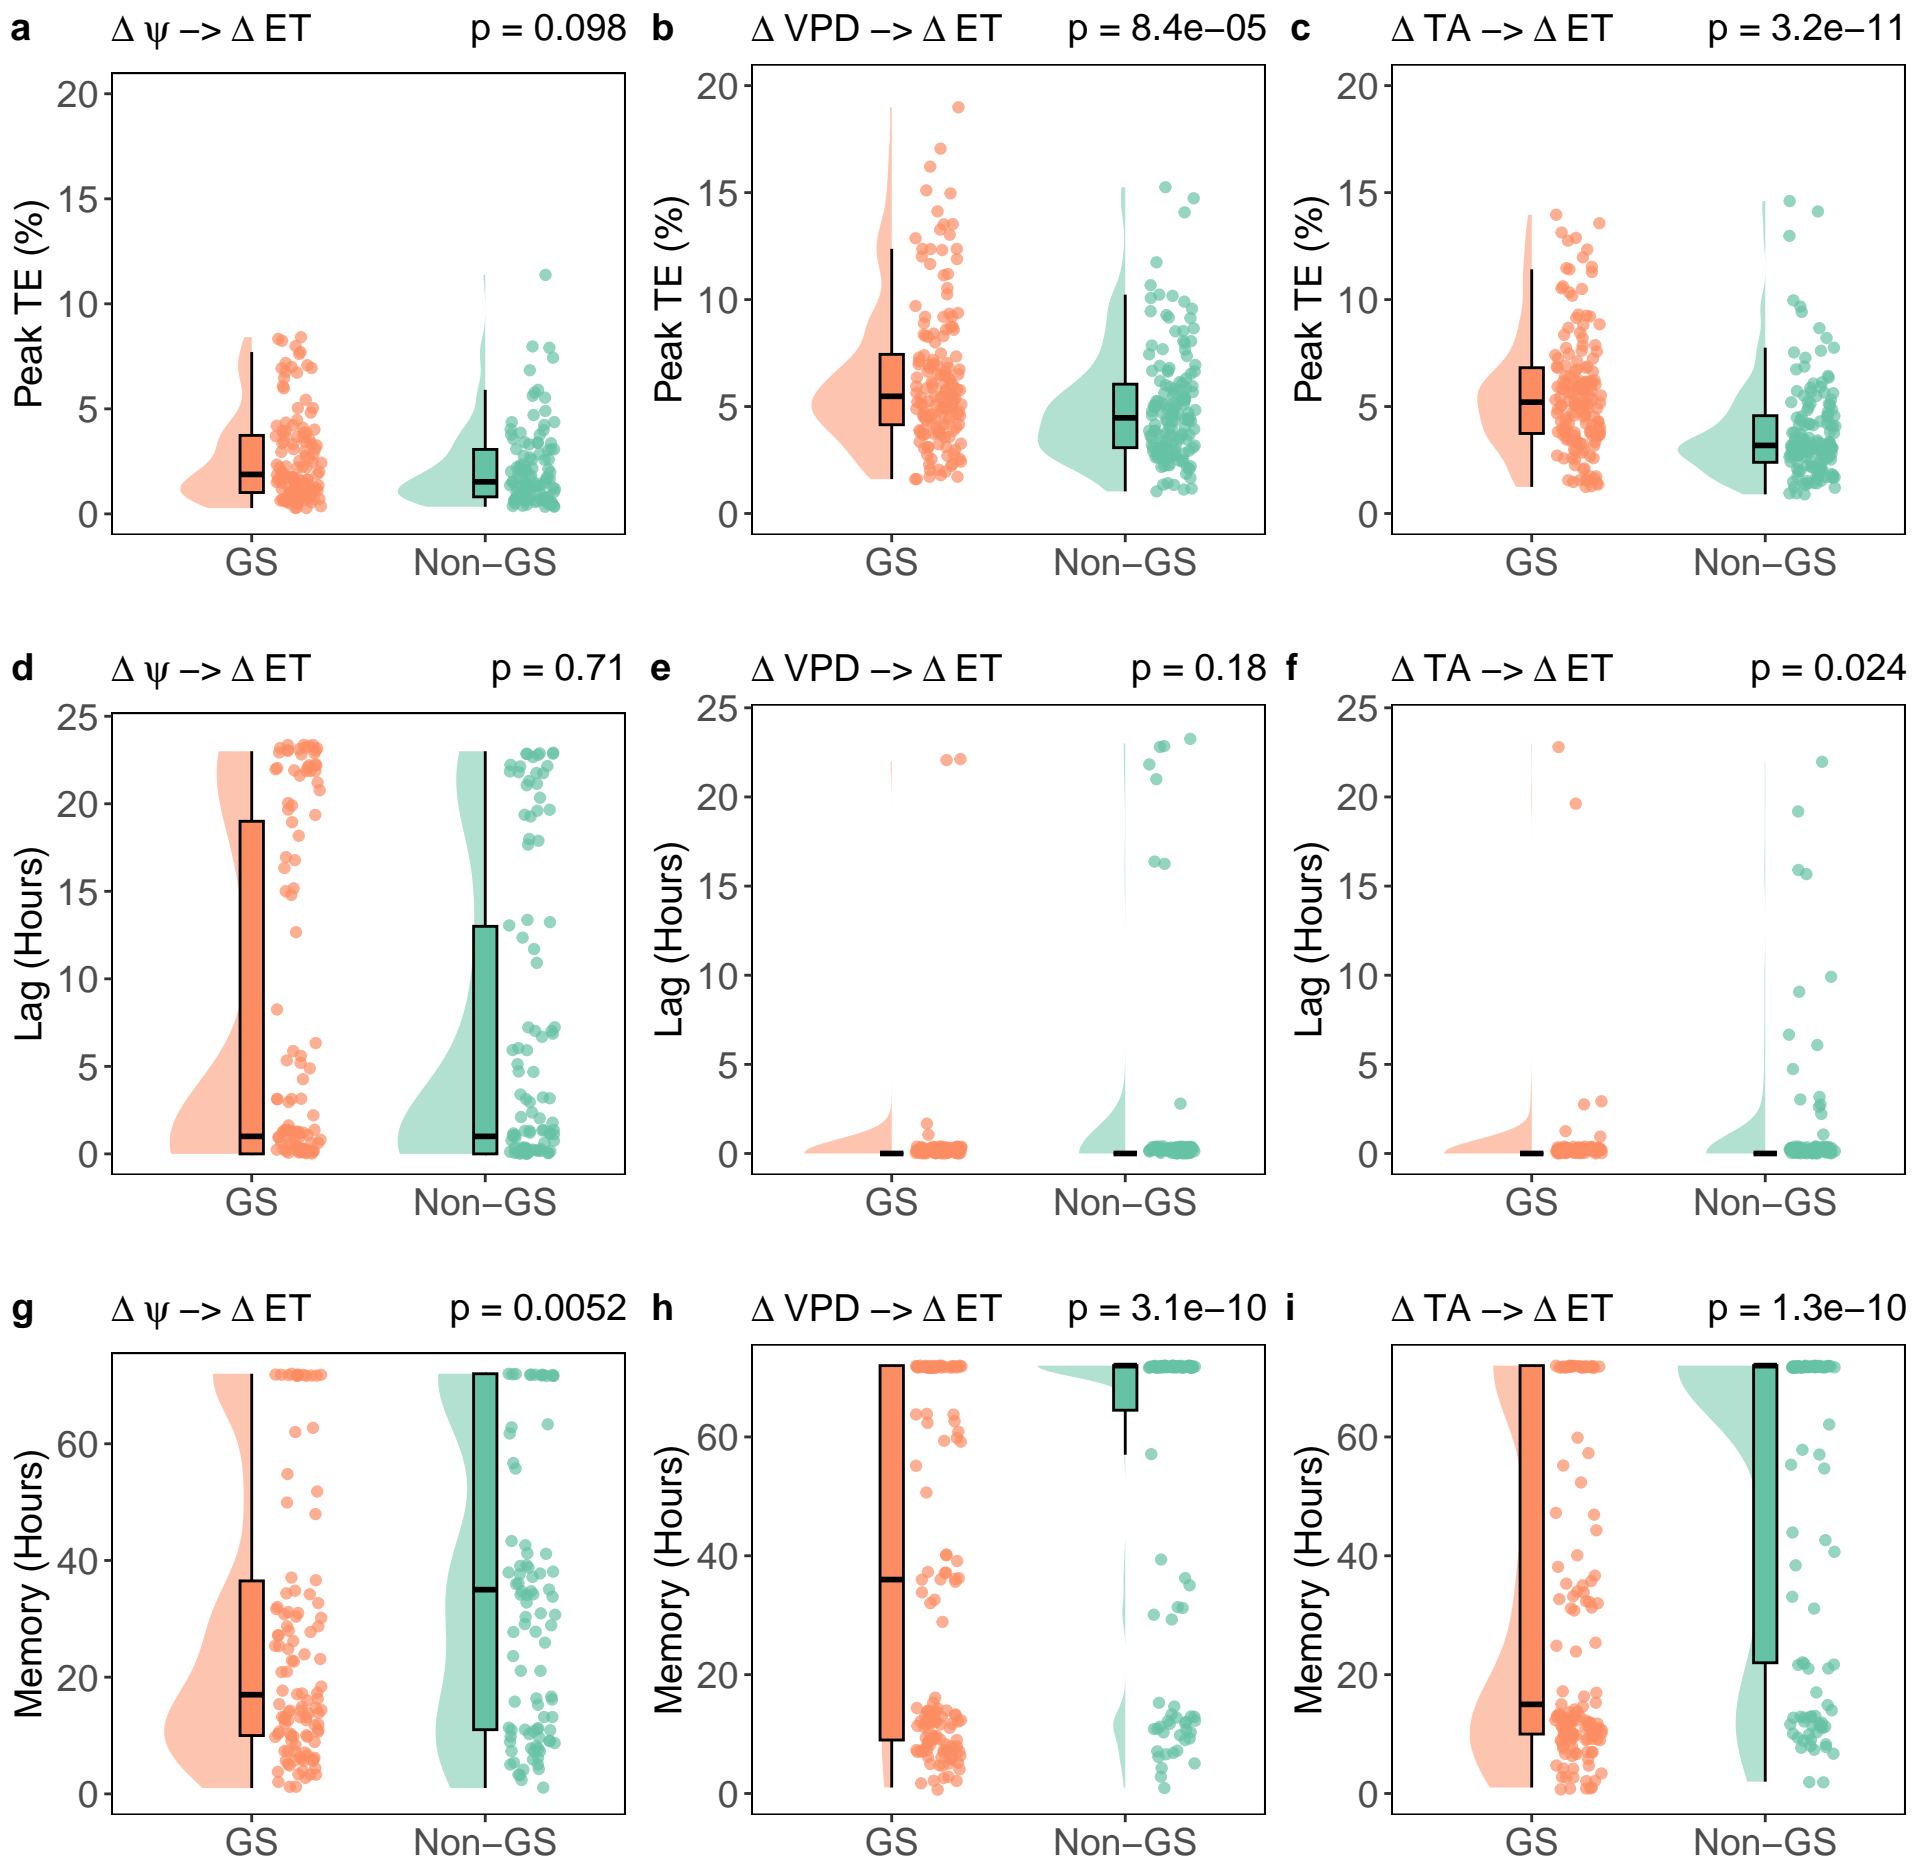 a Δ ψ −> Δ ET p = 0.098 b Δ VPD −> Δ ET p = 8.4e−05 c Δ TA −> Δ ET p = 3.2e−11
Peak TE (%)
20
15
10
5
0
GS Non−GS
Peak TE (%)
20
15
10
5
0
GS Non−GS
Peak TE (%)
20
15
10
5
0
GS Non−GS
d Δ ψ −> Δ ET p = 0.71 e Δ VPD −> Δ ET p = 0.18 f Δ TA −> Δ ET p = 0.024
Lag (Hours)
25
20
15
10
5
0
GS Non−GS
Lag (Hours)
25
20
15
10
5
0
GS Non−GS
Lag (Hours)
25
20
15
10
5
0
GS Non−GS
g Δ ψ −> Δ ET p = 0.0052 h Δ VPD −> Δ ET p = 3.1e−10 i Δ TA −> Δ ET p = 1.3e−10
Memory (Hours)
60
40
20
0
GS Non−GS
Memory (Hours)
60
40
20
0
GS Non−GS
Memory (Hours)
60
40
20
0
GS Non−GS